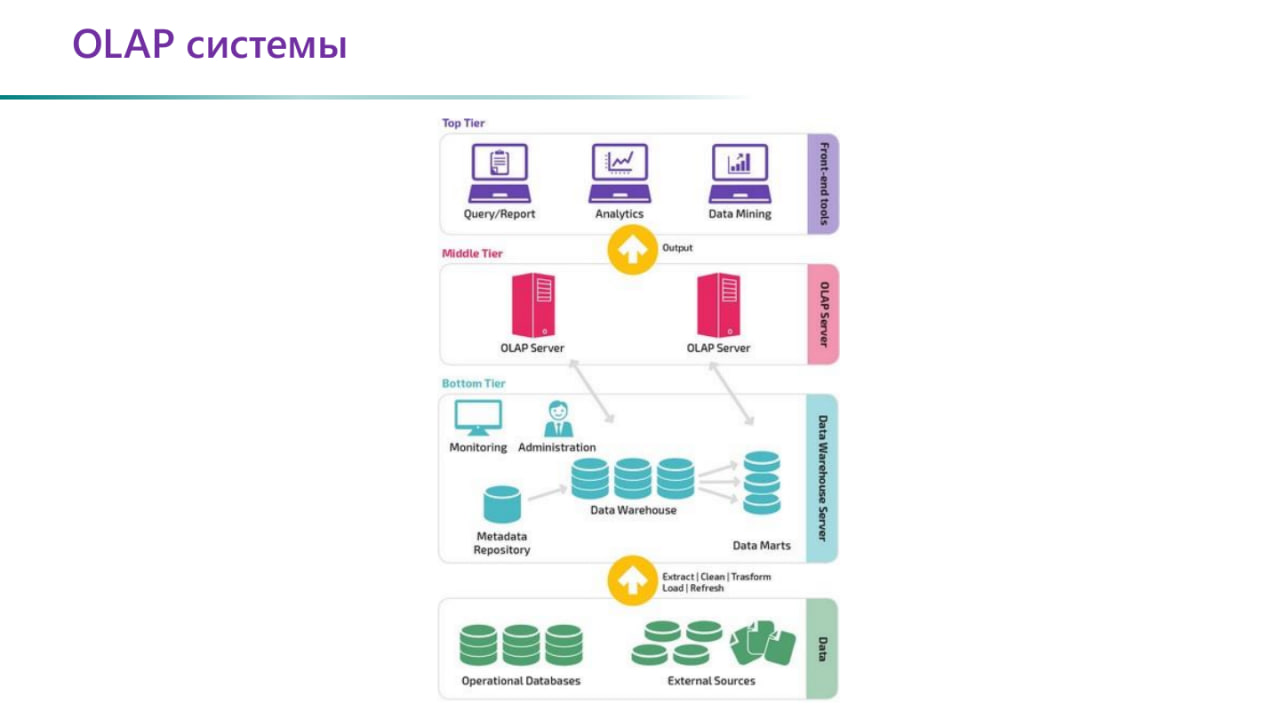 OLAP системы
Top Tier
Query/Report
Analytics
Data Mining
Front-end tools
Output
Middle Tier
OLAP Server
OLAP Server
OLAP Server
Bottom Tier
Monitoring
Administration
Data Warehouse
Metadata
Repository
Data Marts
Data Warehouse Server
Extract | Clean | Trasform
Load | Refresh
Operational Databases
External Sources
Data